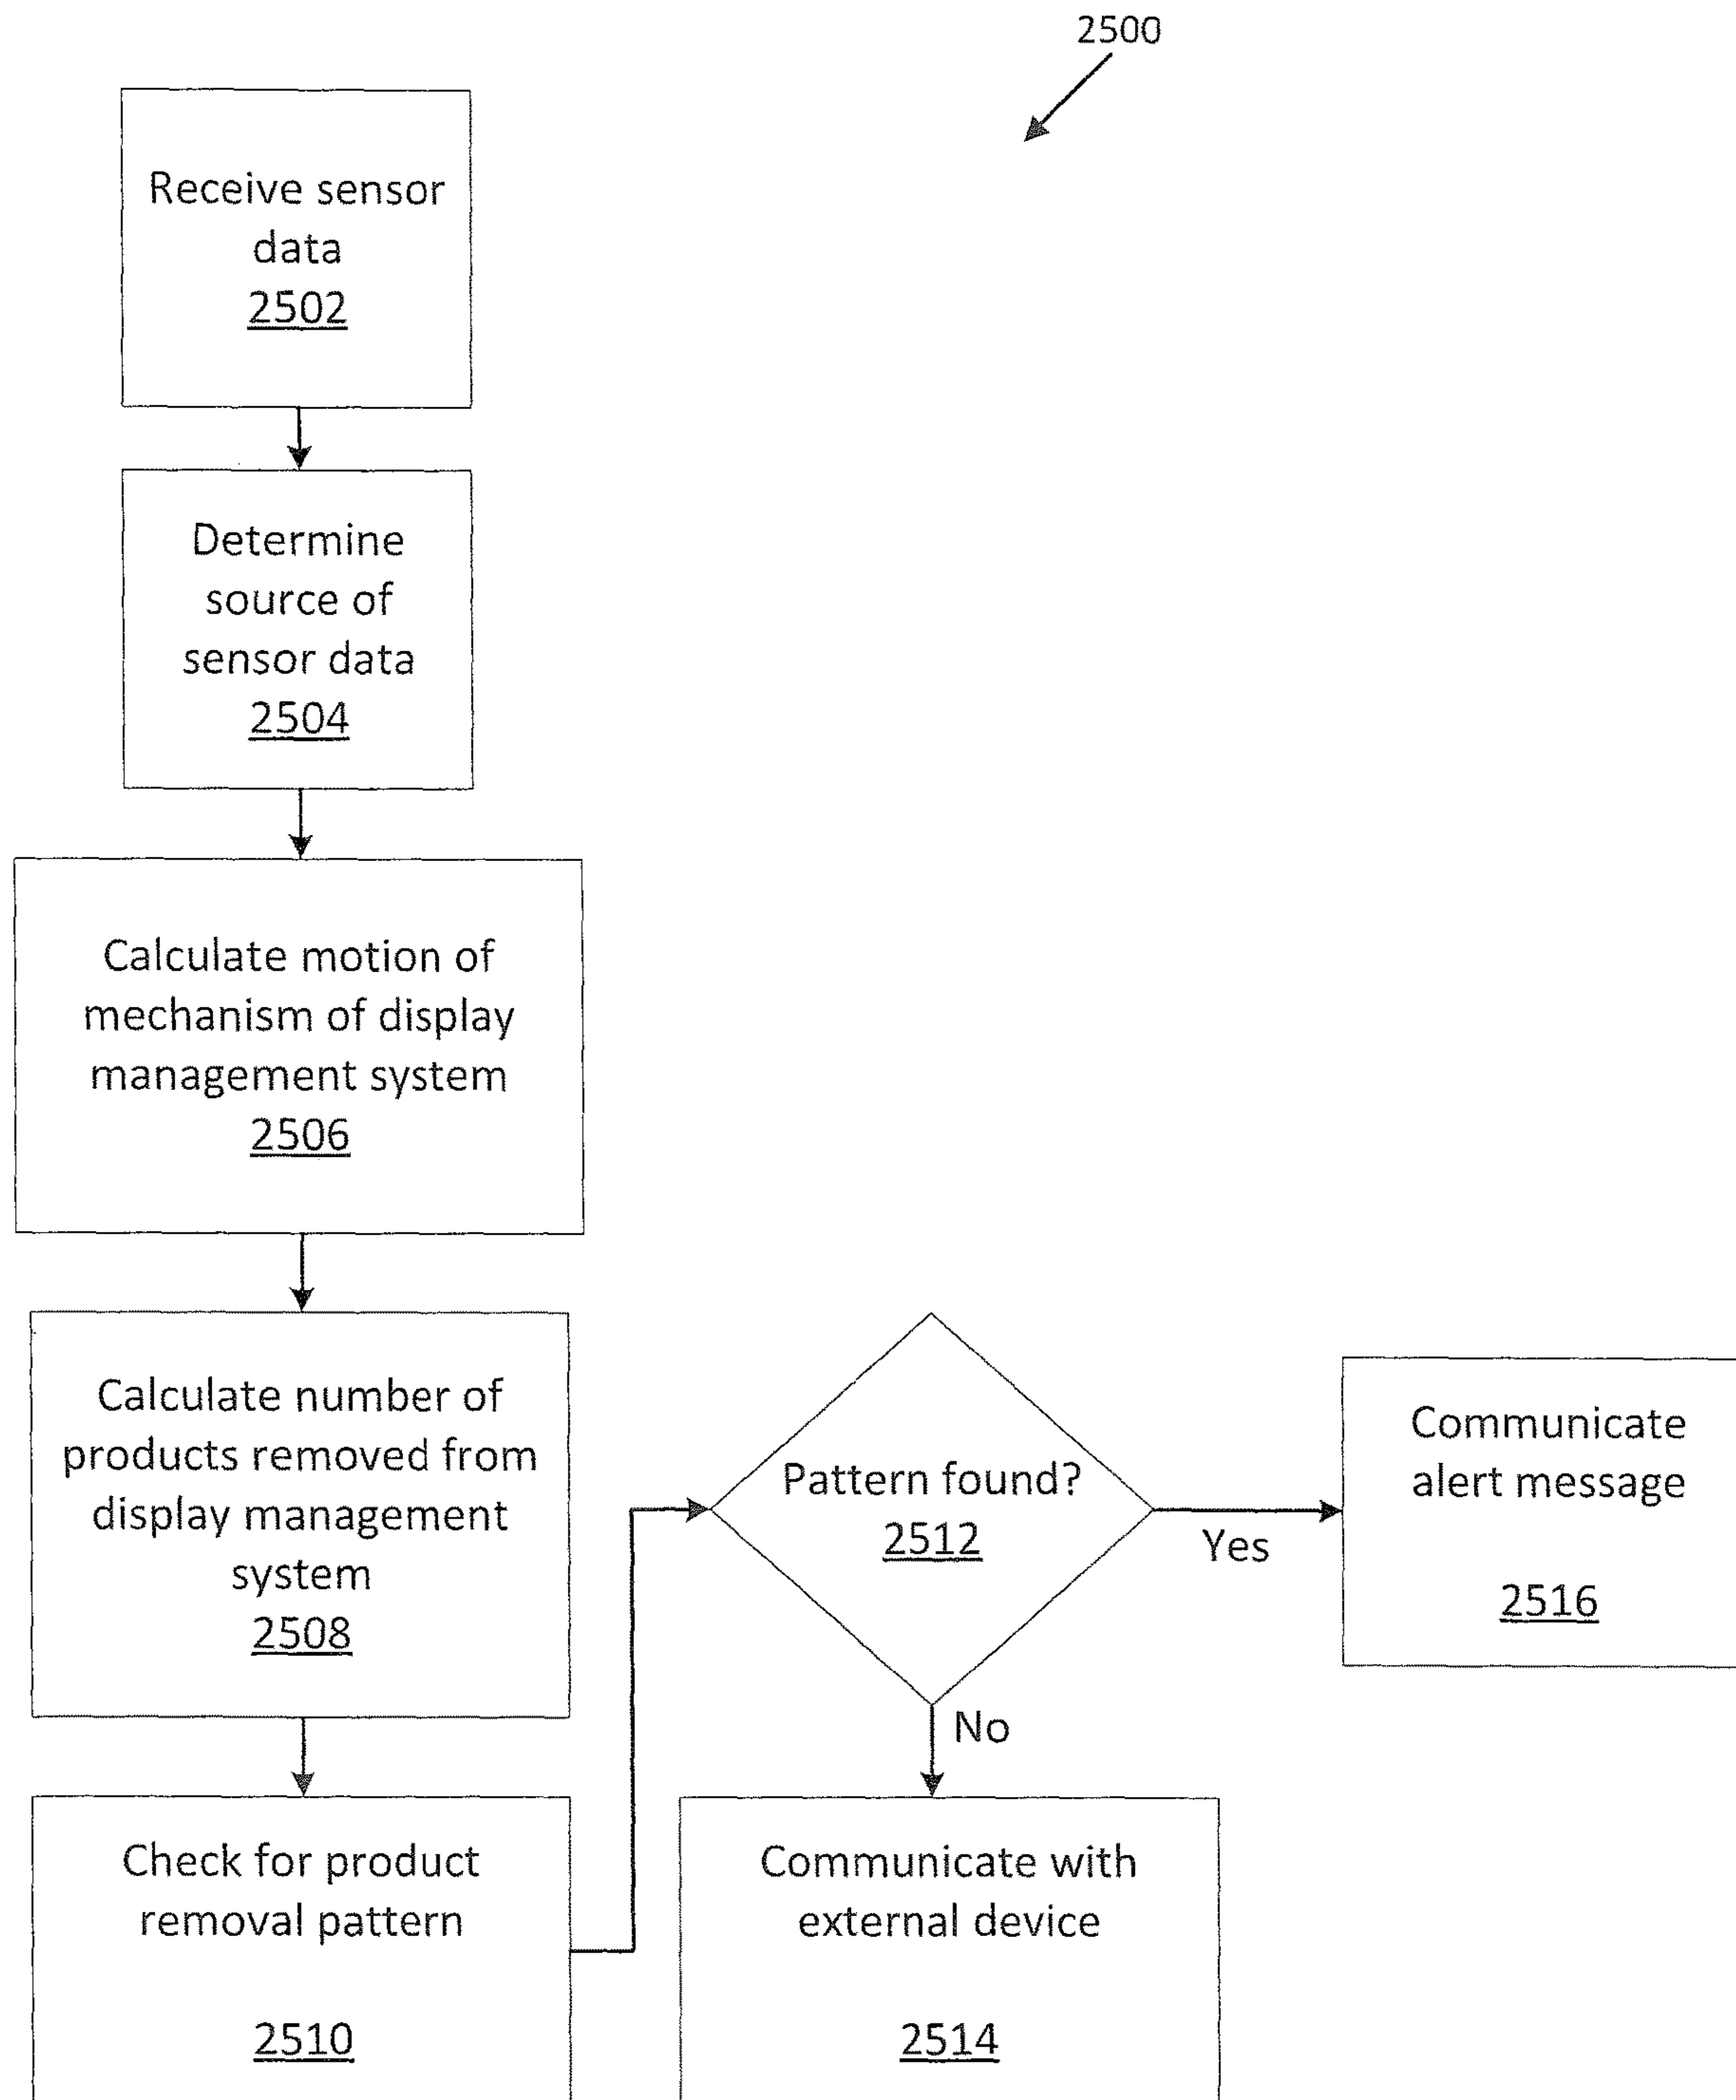 2500
Receive sensor
data
2502
Determine
source of
sensor data
2504
Calculate motion of
mechanism of display
management system
2506
Calculate number of
products removed from
display management
system
2508
Check for product
removal pattern
2510
Pattern found?
2512
Yes
No
Communicate with
external device
2514
Communicate
alert message
2516